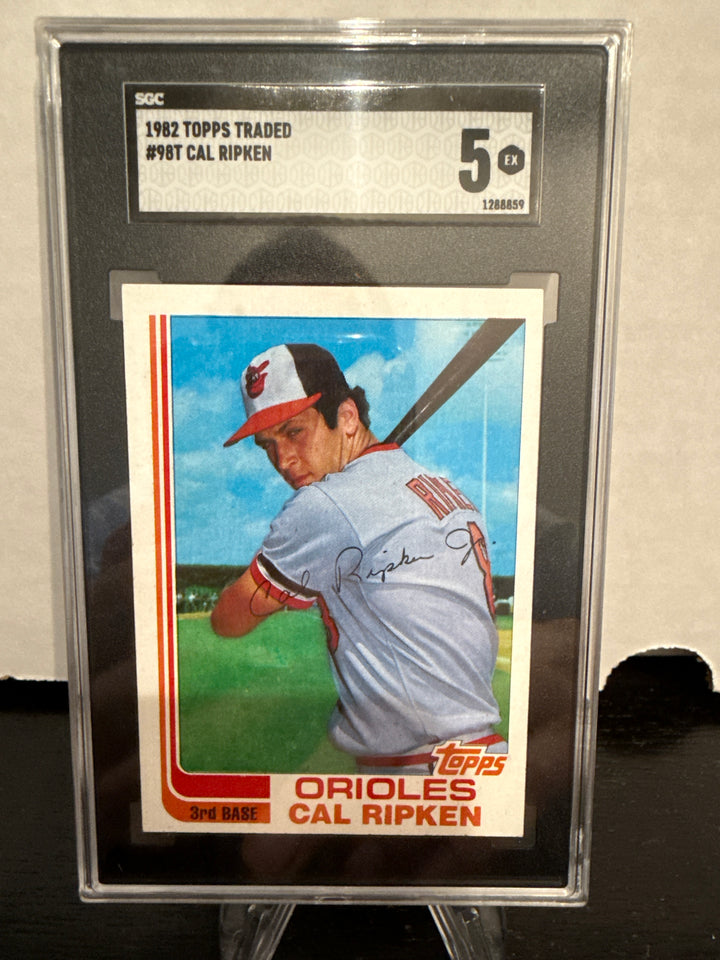 SGC
1982 TOPPS TRADED
#98T CAL RIPKEN
5 EX
1288859
Cal Ripken Jr.
Topps
ORIOLES
3rd BASE CAL RIPKEN